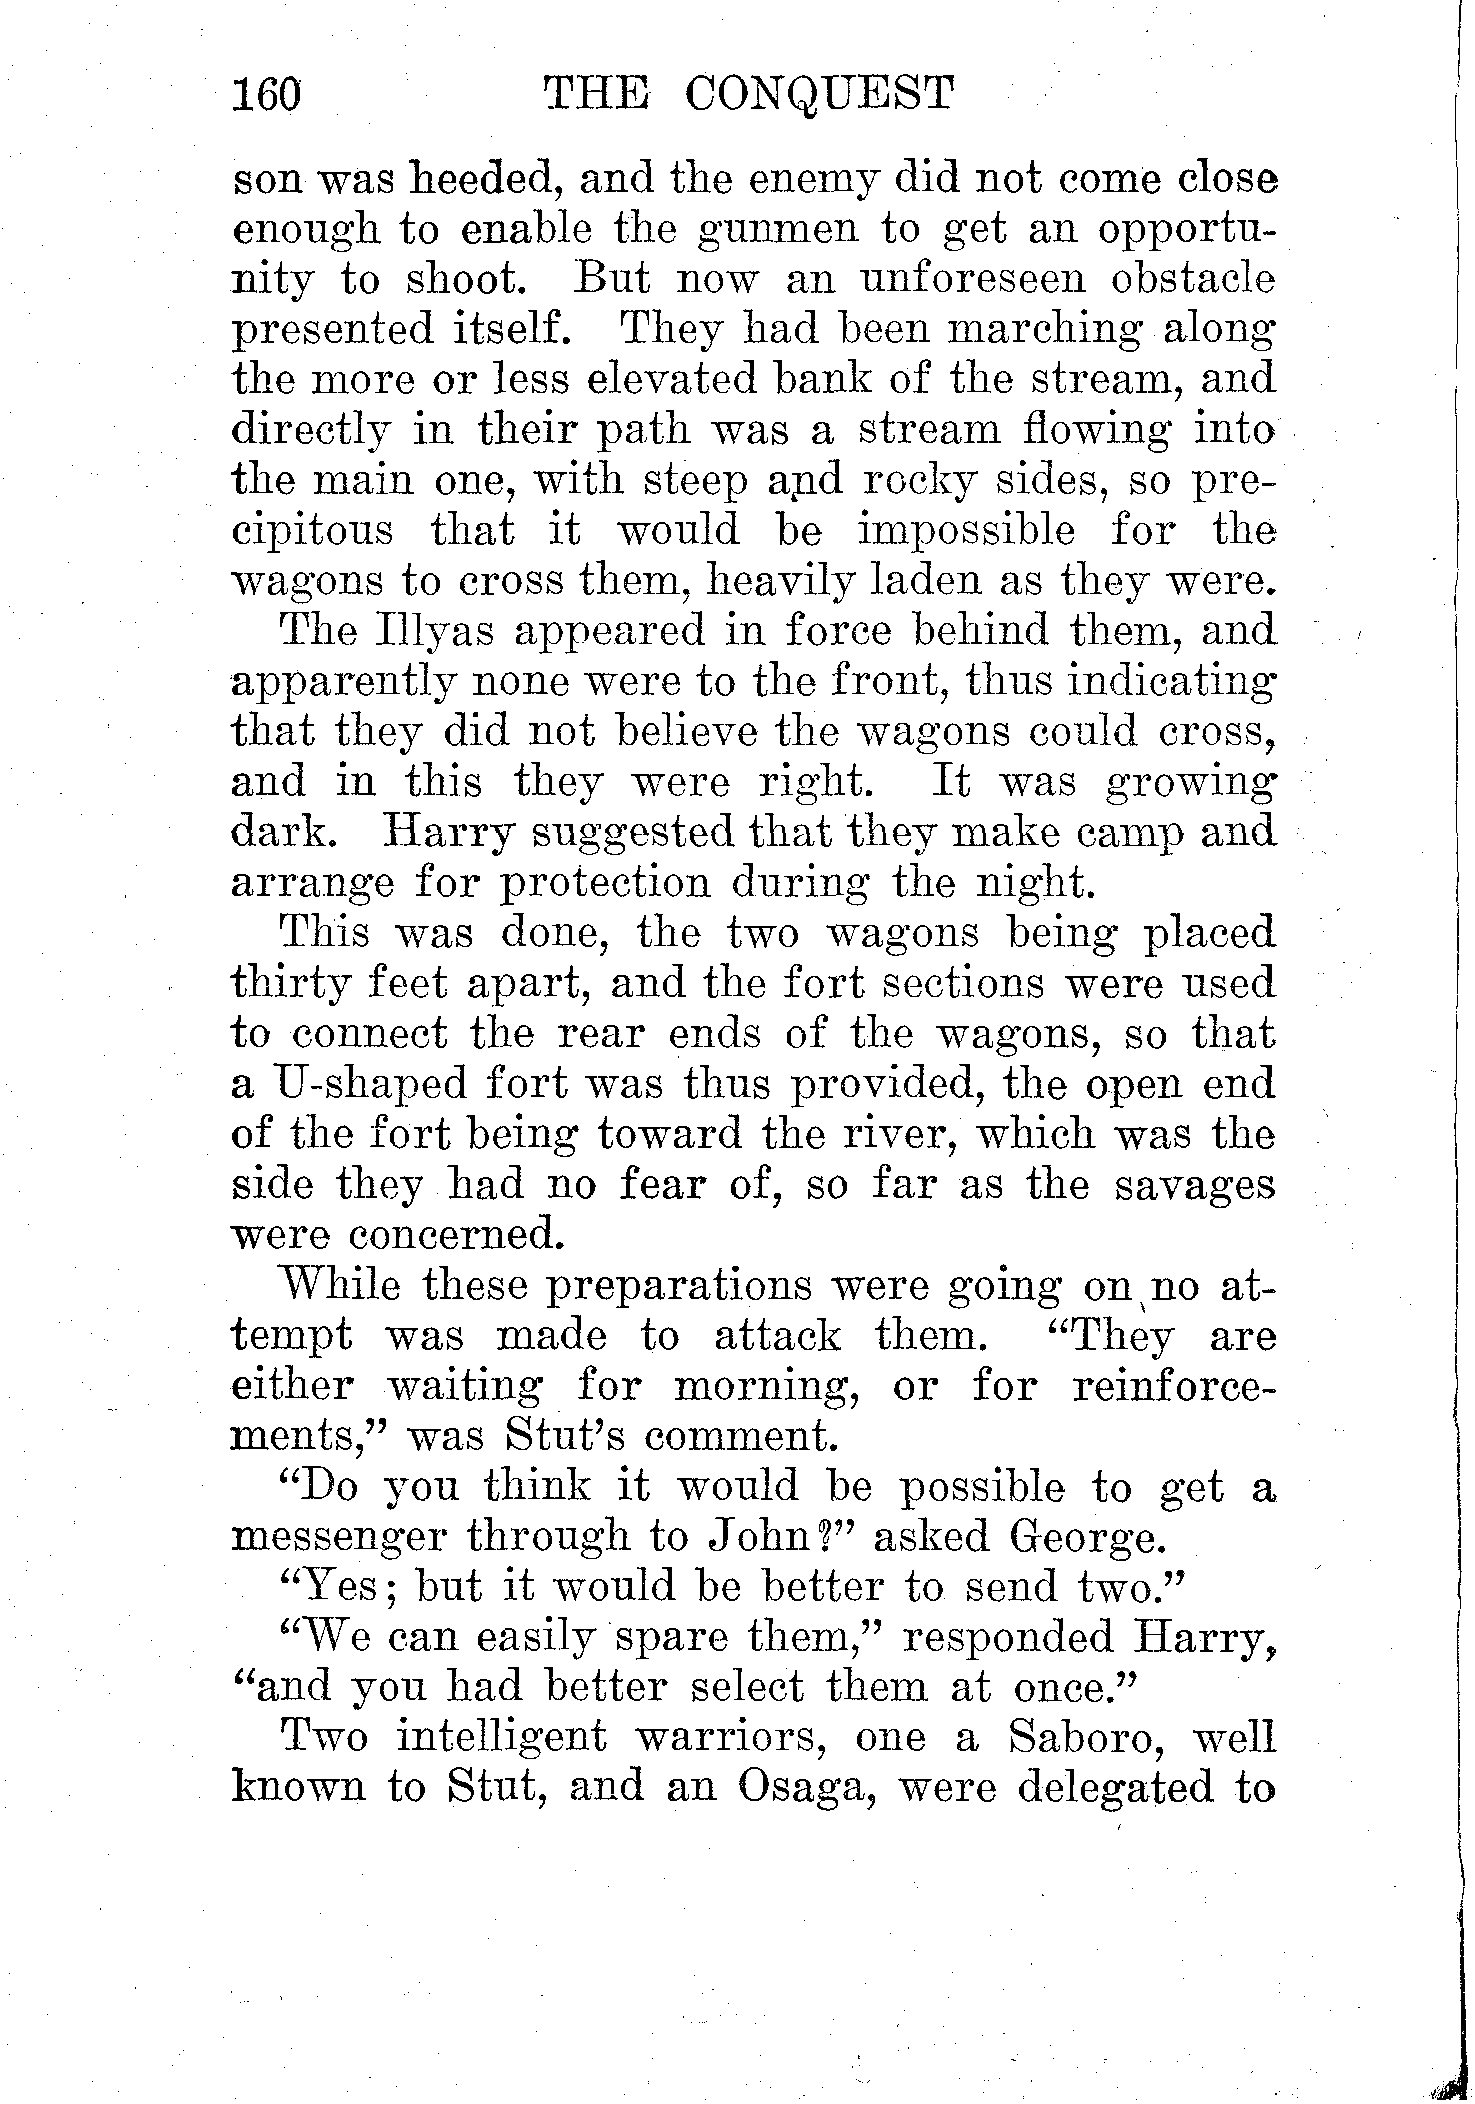 160 THE CONQUEST
son was heeded, and the enemy did not come close
enough to enable the gunmen to get an opportu-
nity to shoot. But now an unforeseen obstacle
presented itself. They had been marching along
the more or less elevated bank of the stream, and
directly in their path was a stream flowing into
the main one, with steep and rocky sides, so pre-
cipitous that it would be impossible for the
wagons to cross them, heavily laden as they were.
The Illyas appeared in force behind them, and
apparently none were to the front, thus indicating
that they did not believe the wagons could cross,
and in this they were right. It was growing
dark. Harry suggested that they make camp and
arrange for protection during the night.
This was done, the two wagons being placed
thirty feet apart, and the fort sections were used
to connect the rear ends of the wagons, so that
a U-shaped fort was thus provided, the open end
of the fort being toward the river, which was the
side they had no fear of, so far as the savages
were concerned.
While these preparations were going on no at-
tempt was made to attack them. “They are
either waiting for morning, or for reinforce-
ments,” was Stut’s comment.
“Do you think it would be possible to get a
messenger through to John?” asked George.
“Yes; but it would be better to send two.”
“We can easily spare them,” responded Harry,
“and you had better select them at once.”
Two intelligent warriors, one a Saboro, well
known to Stut, and an Osaga, were delegated to